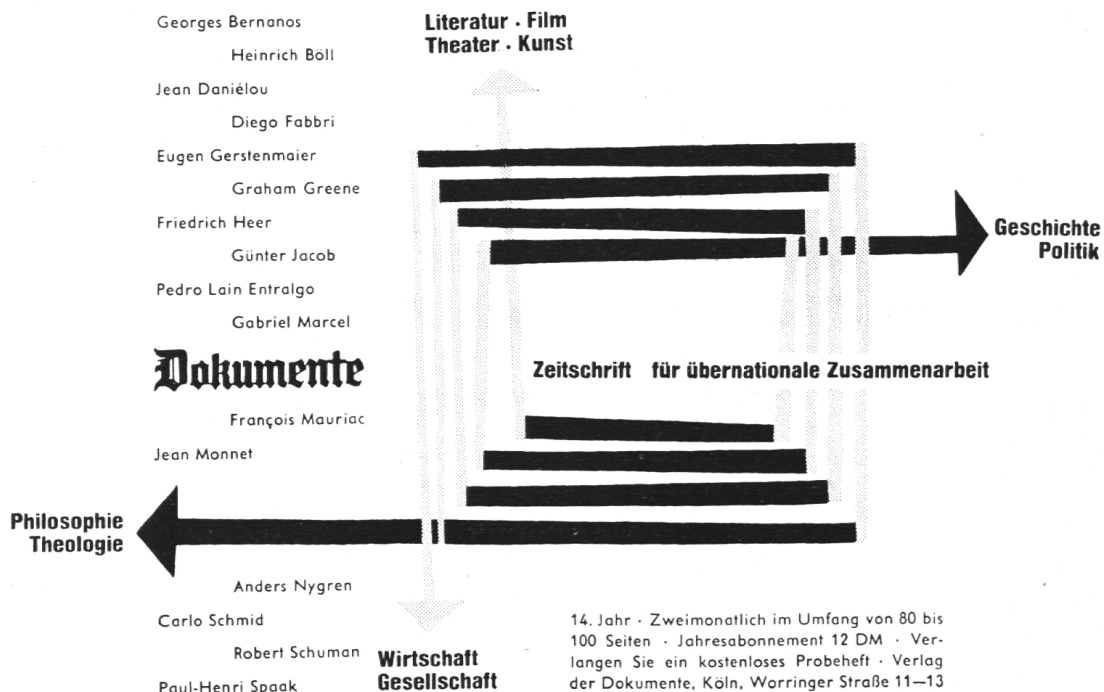 Georges Bernanos
Heinrich Böll
Jean Daniélou
Diego Fabbri
Eugen Gerstenmaier
Graham Greene
Friedrich Heer
Günter Jacob
Pedro Lain Entralgo
Gabriel Marcel
Dokumente
François Mauriac
Jean Monnet
Anders Nygren
Carlo Schmid
Robert Schuman
Paul-Henri Spaak
Literatur · Film
Theater · Kunst
Geschichte
Politik
Zeitschrift für übernationale Zusammenarbeit
Philosophie
Theologie
Wirtschaft
Gesellschaft
14. Jahr · Zweimonatlich im Umfang von 80 bis
100 Seiten · Jahresabonnement 12 DM · Ver-
langen Sie ein kostenloses Probeheft · Verlag
der Dokumente, Köln, Worringer Straße 11—13